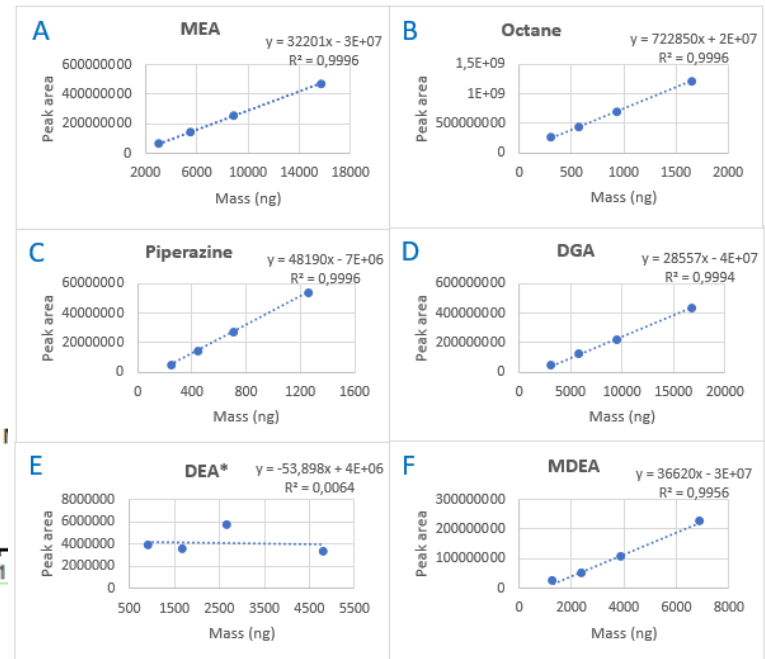 A
MEA
y = 32201x - 3E+07
R² = 0,9996
Peak area
600000000
400000000
200000000
0
2000 6000 10000 14000 18000
Mass (ng)
B
Octane
y = 722850x + 2E+07
R² = 0,9996
Peak area
1,5E+09
1E+09
500000000
0
0 500 1000 1500 2000
Mass (ng)
C
Piperazine
y = 48190x - 7E+06
R² = 0,9996
Peak area
60000000
40000000
20000000
0
0 400 800 1200 1600
Mass (ng)
D
DGA
y = 28557x - 4E+07
R² = 0,9994
Peak area
600000000
400000000
200000000
0
0 5000 10000 15000 20000
Mass (ng)
E
DEA*
y = -53,898x + 4E+06
R² = 0,0064
Peak area
8000000
6000000
4000000
2000000
0
500 1500 2500 3500 4500 5500
Mass (ng)
F
MDEA
y = 36620x - 3E+07
R² = 0,9956
Peak area
300000000
200000000
100000000
0
0 2000 4000 6000 8000
Mass (ng)